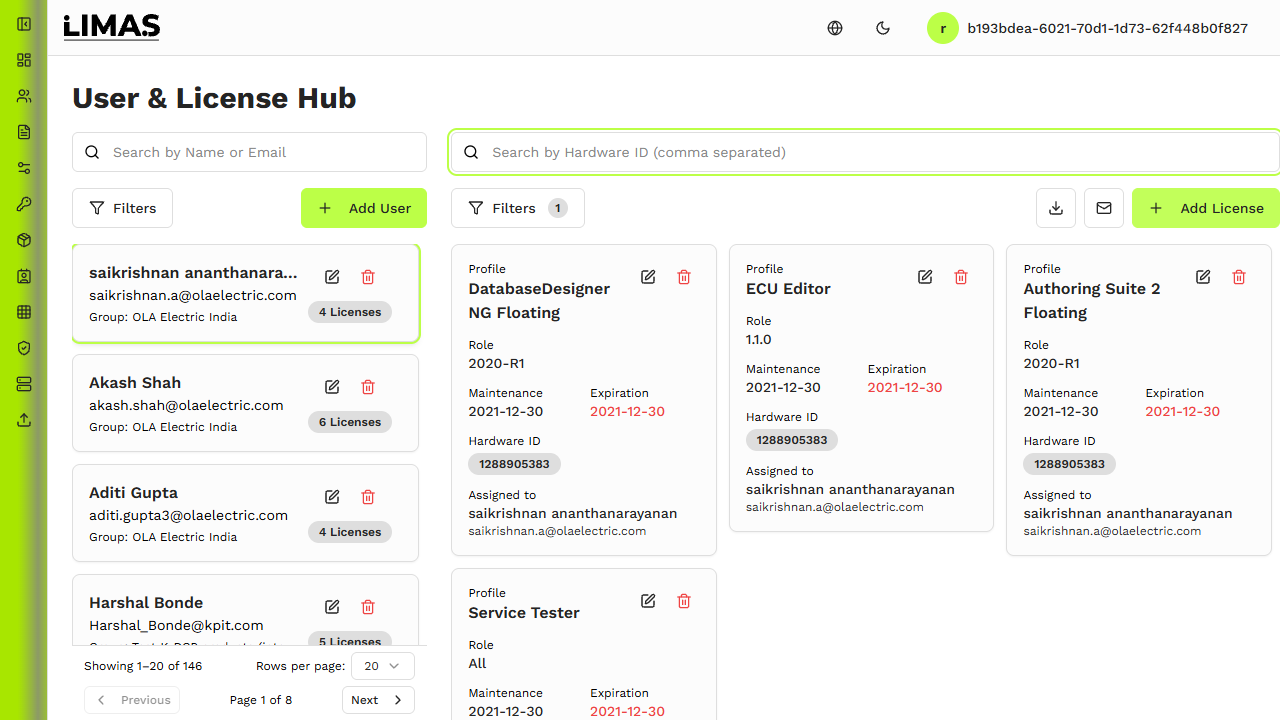 LIMAS
r
b193bdea-6021-70d1-1d73-62f448b0f827
User & License Hub
Search by Name or Email
Search by Hardware ID (comma separated)
Filters
Add User
Filters 1
Add License
saikrishnan ananthanara...
saikrishnan.a@olaelectric.com
Group: OLA Electric India
4 Licenses
Akash Shah
akash.shah@olaelectric.com
Group: OLA Electric India
6 Licenses
Aditi Gupta
aditi.gupta3@olaelectric.com
Group: OLA Electric India
4 Licenses
Harshal Bonde
Harshal_Bonde@kpit.com
5 Licenses
Showing 1–20 of 146
Rows per page: 20
Previous
Page 1 of 8
Next
Profile
DatabaseDesigner
NG Floating
Role
2020-R1
Maintenance Expiration
2021-12-30 2021-12-30
Hardware ID
1288905383
Assigned to
saikrishnan ananthanarayanan
saikrishnan.a@olaelectric.com
Profile
ECU Editor
Role
1.1.0
Maintenance Expiration
2021-12-30 2021-12-30
Hardware ID
1288905383
Assigned to
saikrishnan ananthanarayanan
saikrishnan.a@olaelectric.com
Profile
Authoring Suite 2
Floating
Role
2020-R1
Maintenance Expiration
2021-12-30 2021-12-30
Hardware ID
1288905383
Assigned to
saikrishnan ananthanarayanan
saikrishnan.a@olaelectric.com
Profile
Service Tester
Role
All
Maintenance Expiration
2021-12-30 2021-12-30